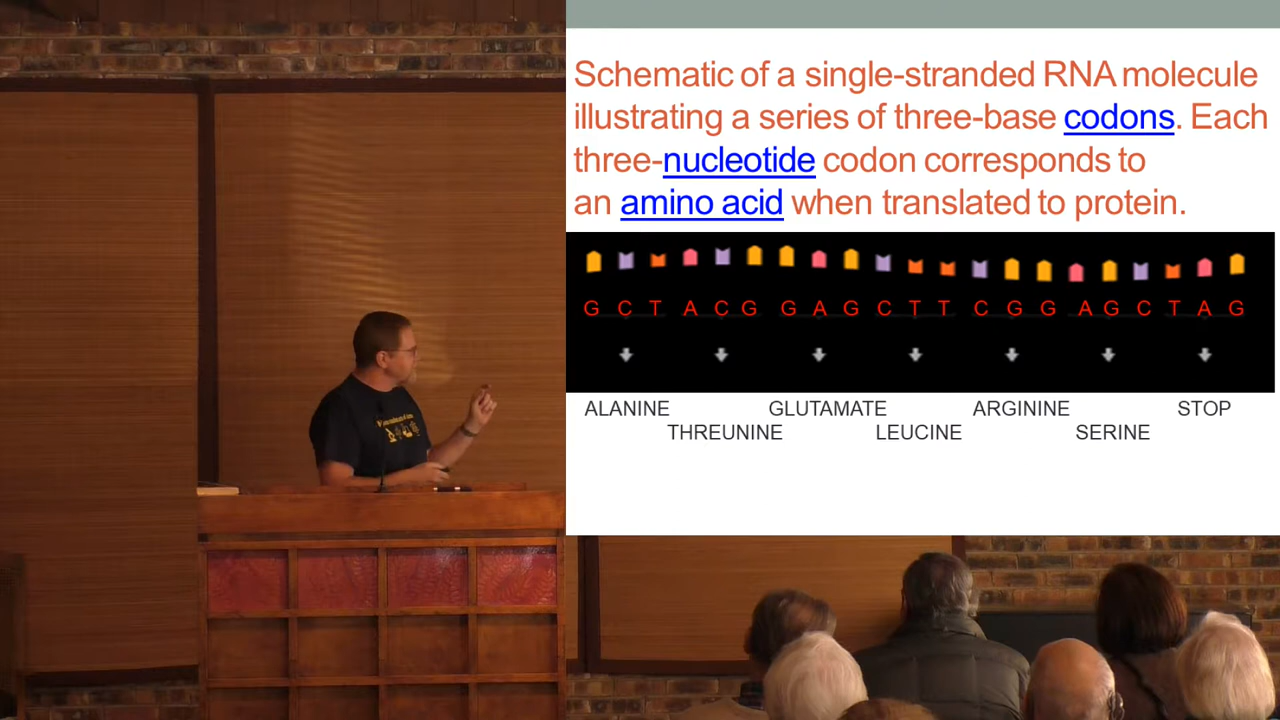 Schematic of a single-stranded RNA molecule
illustrating a series of three-base codons. Each
three-nucleotide codon corresponds to
an amino acid when translated to protein.
G C T A C G G A G C T T C G G A G C T A G
ALANINE GLUTAMATE ARGININE STOP
THREUNINE LEUCINE SERINE